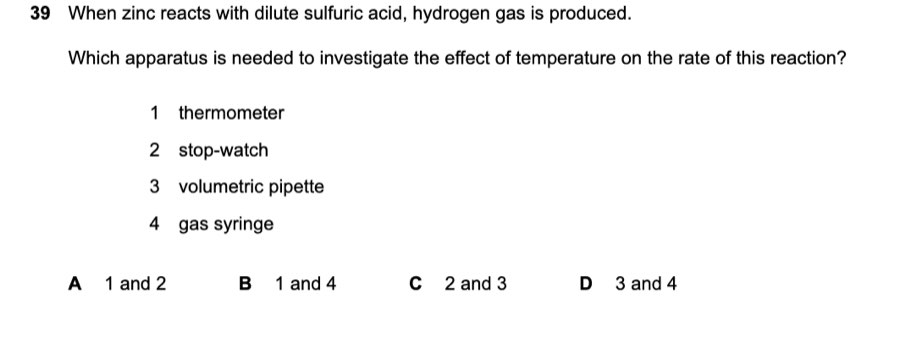 39 When zinc reacts with dilute sulfuric acid, hydrogen gas is produced.
Which apparatus is needed to investigate the effect of temperature on the rate of this reaction?
1 thermometer
2 stop-watch
3 volumetric pipette
4 gas syringe
A 1 and 2 B 1 and 4 C 2 and 3 D 3 and 4